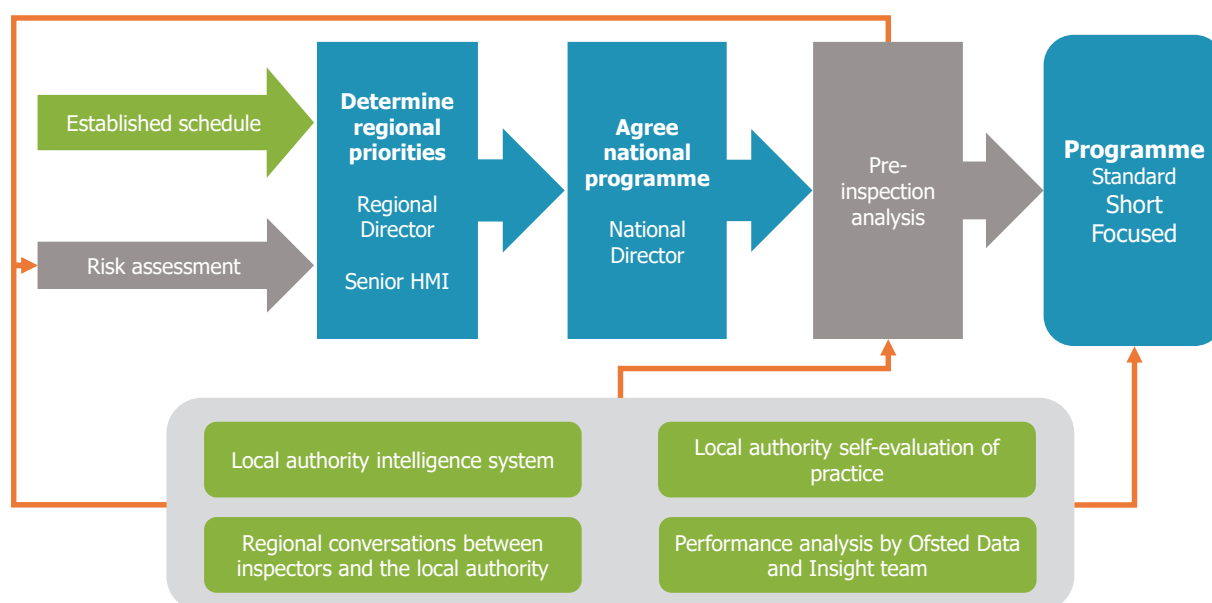 Established schedule
Risk assessment
Determine
regional
priorities
Regional
Director
Senior HMI
Agree
national
programme
National
Director
Pre-
inspection
analysis
Programme
Standard
Short
Focused
Local authority intelligence system
Local authority self-evaluation of
practice
Regional conversations between
inspectors and the local authority
Performance analysis by Ofsted Data
and Insight team